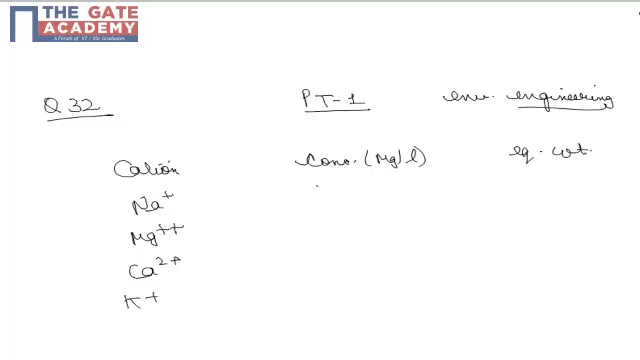 THE GATE
ACADEMY
A Forum of IIT / IISc Graduates
Q 32 PT-1 env. engineering
Cation conc. (Mg/l) eq. wt.
Na+
Mg++
Ca2+
K+